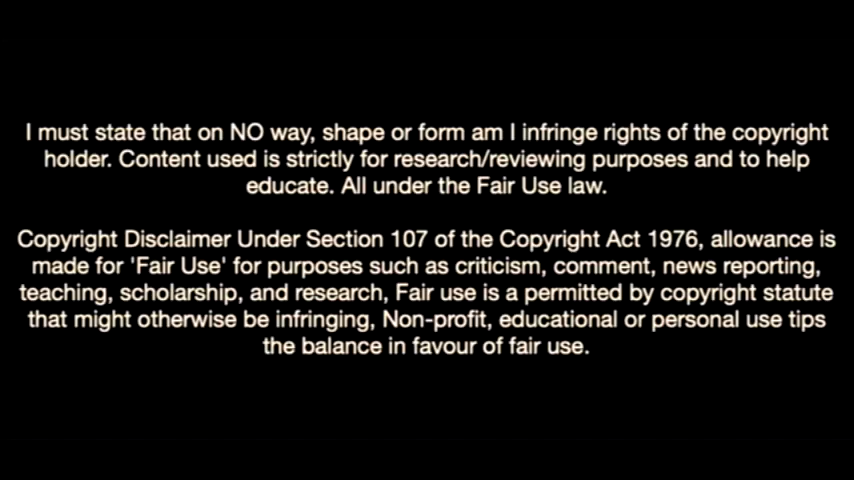 I must state that on NO way, shape or form am I infringe rights of the copyright
holder. Content used is strictly for research/reviewing purposes and to help
educate. All under the Fair Use law.
Copyright Disclaimer Under Section 107 of the Copyright Act 1976, allowance is
made for 'Fair Use' for purposes such as criticism, comment, news reporting,
teaching, scholarship, and research, Fair use is a permitted by copyright statute
that might otherwise be infringing, Non-profit, educational or personal use tips
the balance in favour of fair use.